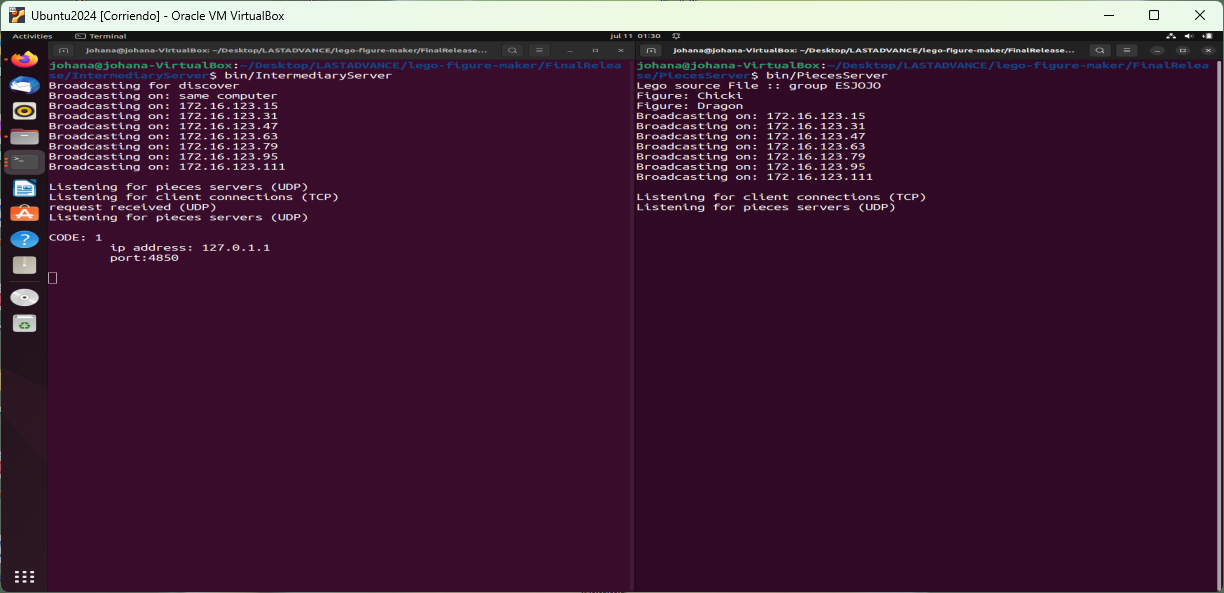 Ubuntu2024 [Corriendo] - Oracle VM VirtualBox
Activities
Terminal
jul 11 01:30
johana@johana-VirtualBox: ~/Desktop/LASTADVANCE/lego-figure-maker/FinalRelease...
johana@johana-VirtualBox:~/Desktop/LASTADVANCE/lego-figure-maker/FinalRelea
se/IntermediaryServer$ bin/IntermediaryServer
Broadcasting for discover
Broadcasting on: same computer
Broadcasting on: 172.16.123.15
Broadcasting on: 172.16.123.31
Broadcasting on: 172.16.123.47
Broadcasting on: 172.16.123.63
Broadcasting on: 172.16.123.79
Broadcasting on: 172.16.123.95
Broadcasting on: 172.16.123.111
Listening for pieces servers (UDP)
Listening for client connections (TCP)
request received (UDP)
Listening for pieces servers (UDP)
CODE: 1
ip address: 127.0.1.1
port:4850
johana@johana-VirtualBox: ~/Desktop/LASTADVANCE/lego-figure-maker/FinalRelease...
johana@johana-VirtualBox:~/Desktop/LASTADVANCE/lego-figure-maker/FinalRelea
se/PiecesServer$ bin/PiecesServer
Lego source File :: group ESJOJO
Figure: Chicki
Figure: Dragon
Broadcasting on: 172.16.123.15
Broadcasting on: 172.16.123.31
Broadcasting on: 172.16.123.47
Broadcasting on: 172.16.123.63
Broadcasting on: 172.16.123.79
Broadcasting on: 172.16.123.95
Broadcasting on: 172.16.123.111
Listening for client connections (TCP)
Listening for pieces servers (UDP)